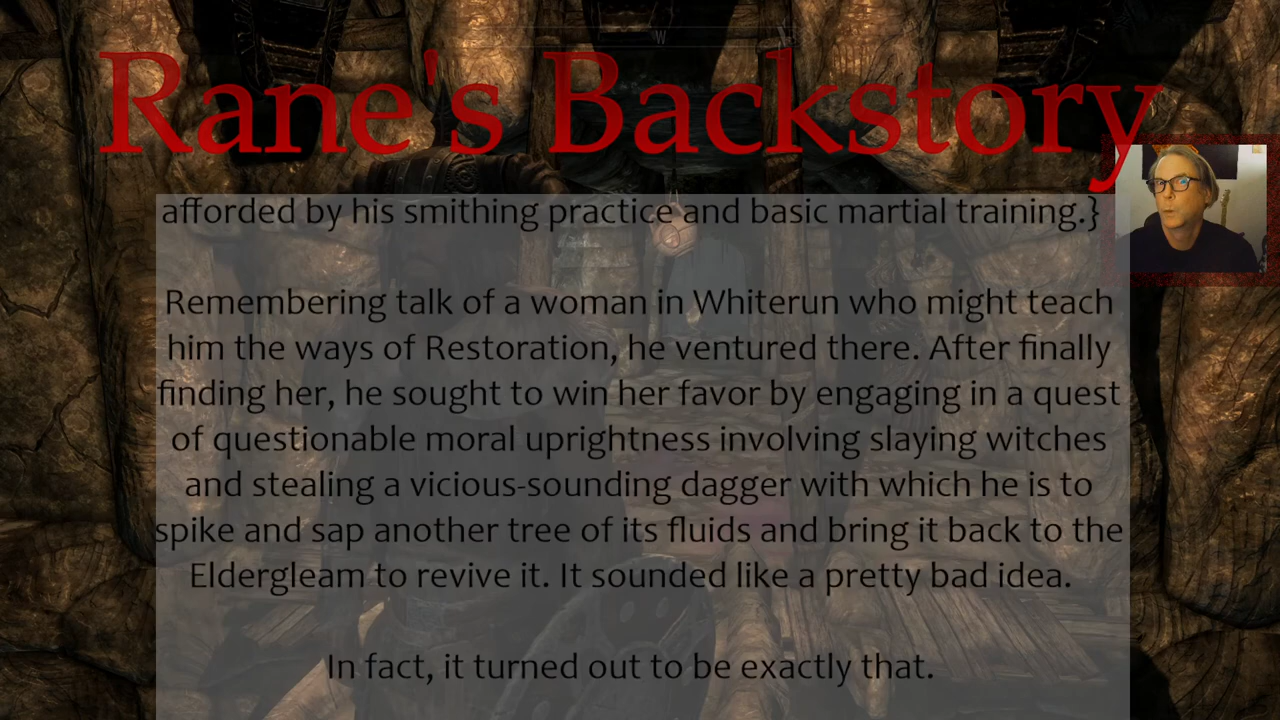 W
Rane's Backstory
afforded by his smithing practice and basic martial training.}
Remembering talk of a woman in Whiterun who might teach
him the ways of Restoration, he ventured there. After finally
finding her, he sought to win her favor by engaging in a quest
of questionable moral uprightness involving slaying witches
and stealing a vicious-sounding dagger with which he is to
spike and sap another tree of its fluids and bring it back to the
Eldergleam to revive it. It sounded like a pretty bad idea.
In fact, it turned out to be exactly that.